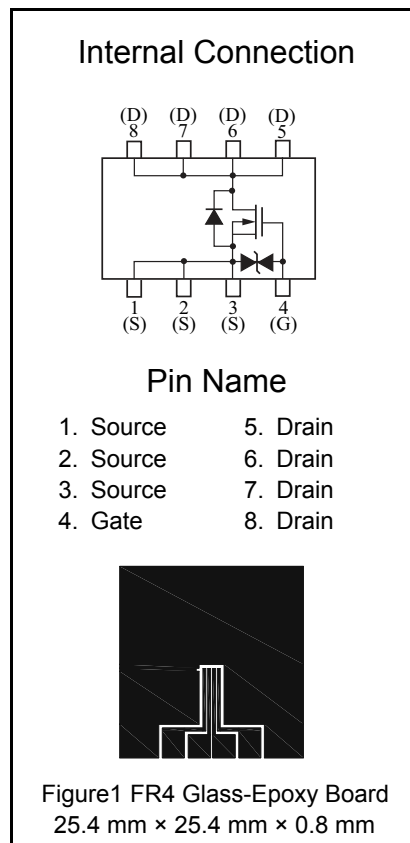 Internal Connection
(D) (D) (D) (D)
8 7 6 5
1 2 3 4
(S) (S) (S) (G)
Pin Name
1. Source 5. Drain
2. Source 6. Drain
3. Source 7. Drain
4. Gate 8. Drain
Figure1 FR4 Glass-Epoxy Board
25.4 mm × 25.4 mm × 0.8 mm